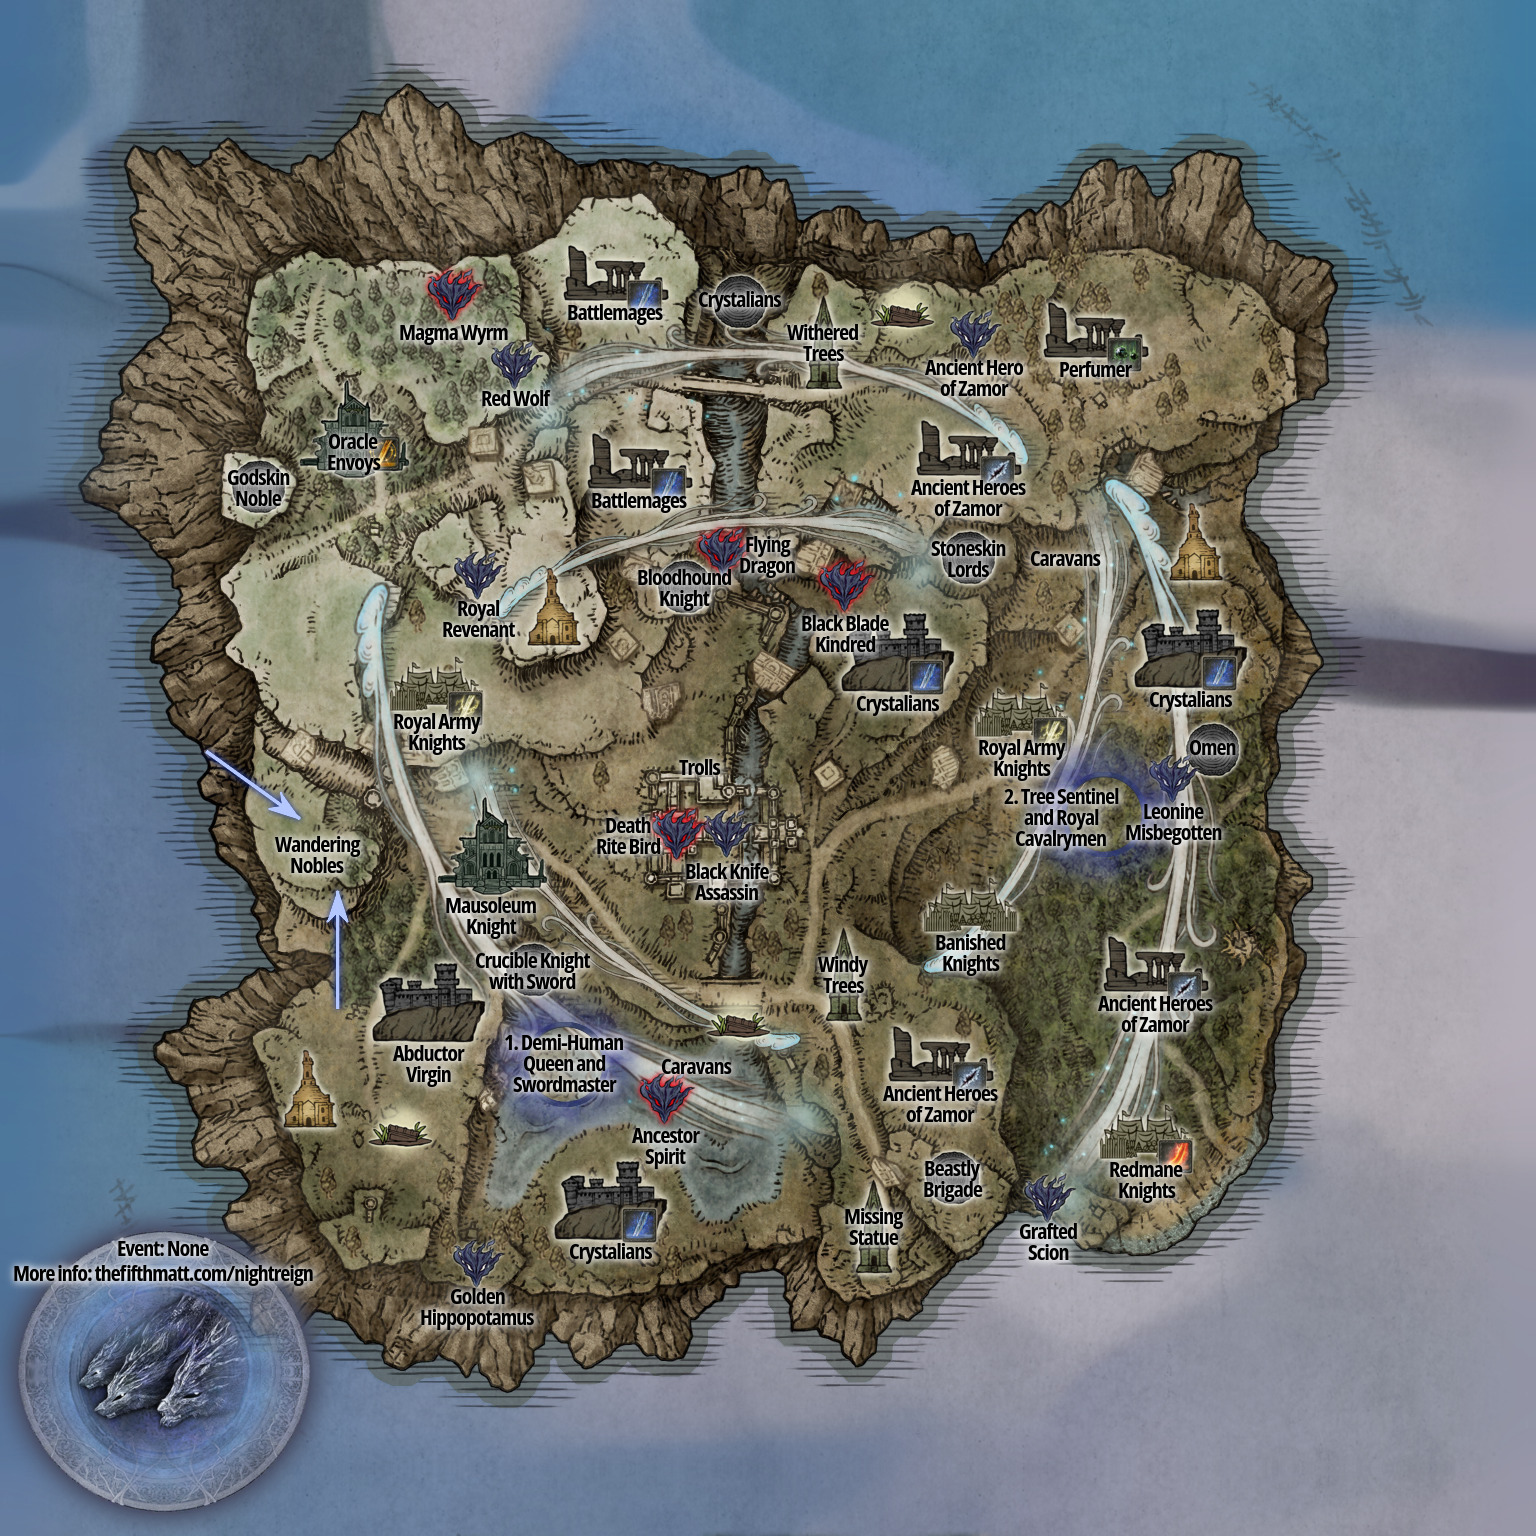 Crystalians
Battlemages
Magma Wyrm
Withered
Trees
Ancient Hero
of Zamor
Perfumer
Red Wolf
Oracle
Envoys
Godskin
Noble
Battlemages
Ancient Heroes
of Zamor
Flying
Dragon
Stoneskin
Lords
Caravans
Bloodhound
Knight
Royal
Revenant
Black Blade
Kindred
Crystalians
Crystalians
Royal Army
Knights
Royal Army
Knights
Omen
Trolls
2. Tree Sentinel
and Royal
Cavalrymen
Leonine
Misbegotten
Death
Rite Bird
Wandering
Nobles
Black Knife
Assassin
Mausoleum
Knight
Banished
Knights
Crucible Knight
with Sword
Windy
Trees
Ancient Heroes
of Zamor
1. Demi-Human
Queen and
Swordmaster
Abductor
Virgin
Caravans
Ancient Heroes
of Zamor
Ancestor
Spirit
Redmane
Knights
Beastly
Brigade
Missing
Statue
Grafted
Scion
Crystalians
Golden
Hippopotamus
Event: None
More info: thefifthmatt.com/nightreign